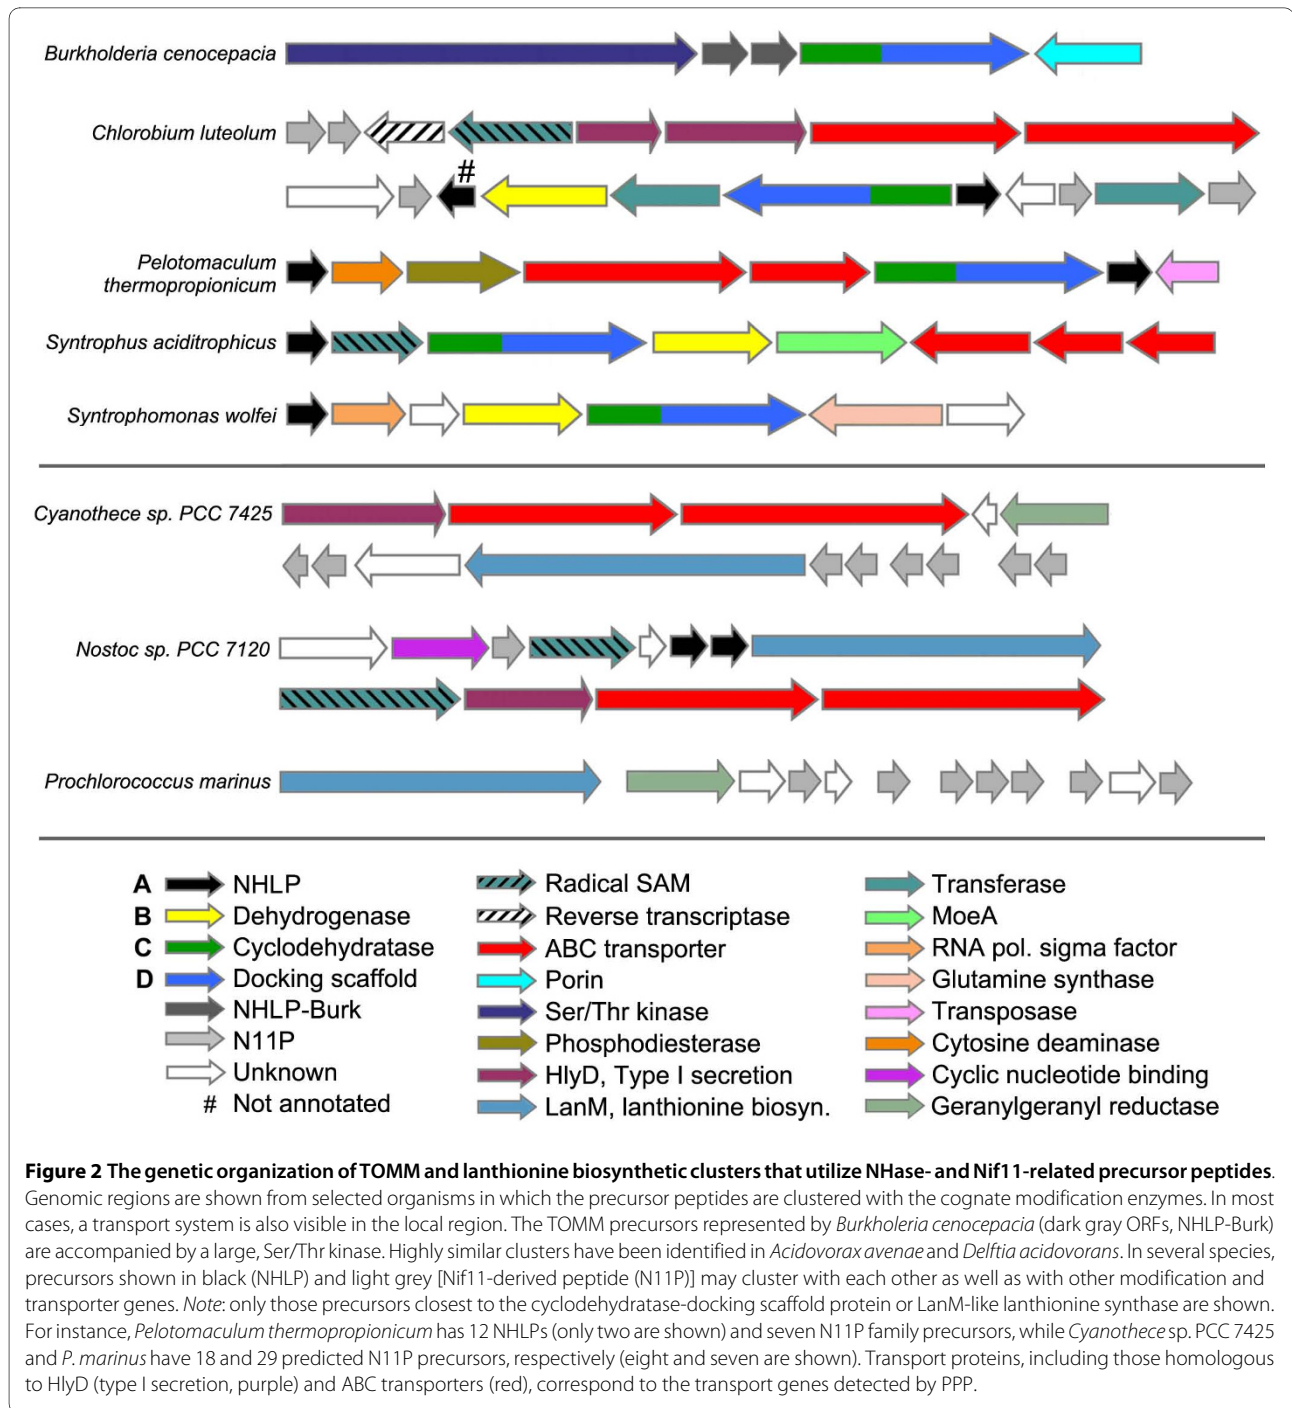 Burkholderia cenocepacia
Chlorobium luteolum
#
Pelotomaculum
thermopropionicum
Syntrophus aciditrophicus
Syntrophomonas wolfei
Cyanothece sp. PCC 7425
Nostoc sp. PCC 7120
Prochlorococcus marinus
A NHLP
B Dehydrogenase
C Cyclodehydratase
D Docking scaffold
NHLP-Burk
N11P
Unknown
# Not annotated
Radical SAM
Reverse transcriptase
ABC transporter
Porin
Ser/Thr kinase
Phosphodiesterase
HlyD, Type I secretion
LanM, lanthionine biosyn.
Transferase
MoeA
RNA pol. sigma factor
Glutamine synthase
Transposase
Cytosine deaminase
Cyclic nucleotide binding
Geranylgeranyl reductase
Figure 2 The genetic organization of TOMM and lanthionine biosynthetic clusters that utilize NHase- and Nif11-related precursor peptides.
Genomic regions are shown from selected organisms in which the precursor peptides are clustered with the cognate modification enzymes. In most
cases, a transport system is also visible in the local region. The TOMM precursors represented by Burkholeria cenocepacia (dark gray ORFs, NHLP-Burk)
are accompanied by a large, Ser/Thr kinase. Highly similar clusters have been identified in Acidovorax avenae and Delftia acidovorans. In several species,
precursors shown in black (NHLP) and light grey [Nif11-derived peptide (N11P)] may cluster with each other as well as with other modification and
transporter genes. Note: only those precursors closest to the cyclodehydratase-docking scaffold protein or LanM-like lanthionine synthase are shown.
For instance, Pelotomaculum thermopropionicum has 12 NHLPs (only two are shown) and seven N11P family precursors, while Cyanothece sp. PCC 7425
and P. marinus have 18 and 29 predicted N11P precursors, respectively (eight and seven are shown). Transport proteins, including those homologous
to HlyD (type I secretion, purple) and ABC transporters (red), correspond to the transport genes detected by PPP.